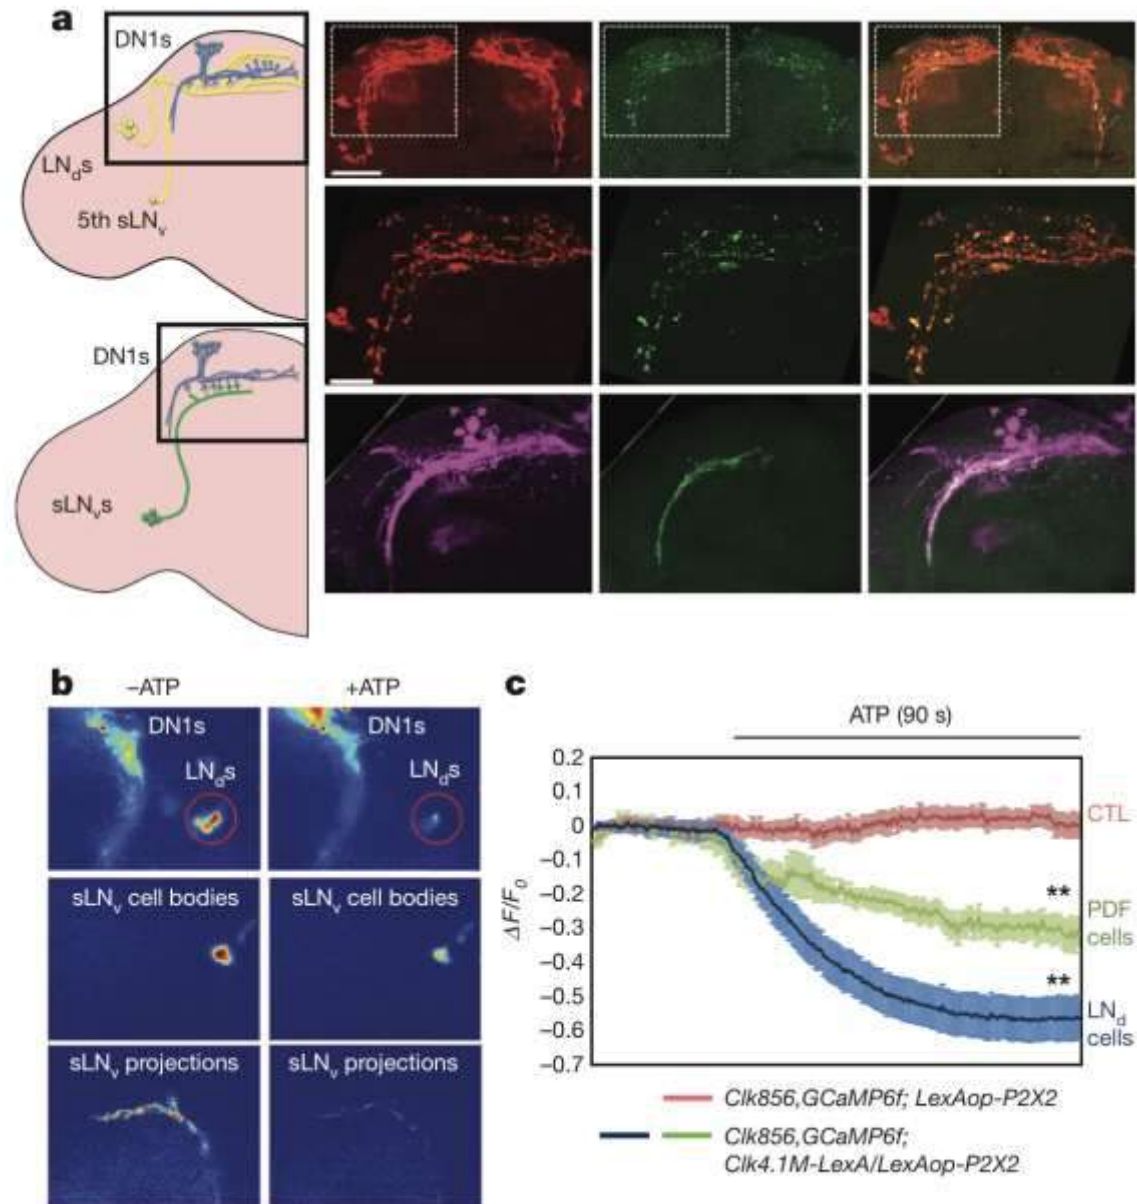 a
DN1s
LNds
5th sLNv
DN1s
sLNvs
b
–ATP
+ATP
DN1s
DN1s
LNds
LNds
sLNv cell bodies
sLNv cell bodies
sLNv projections
sLNv projections
c
ATP (90 s)
0.2
0.1
0
–0.1
–0.2
–0.3
–0.4
–0.5
–0.6
–0.7
ΔF/F0
CTL
**
PDF
cells
**
LNd
cells
Clk856,GCaMP6f; LexAop-P2X2
Clk856,GCaMP6f;
Clk4.1M-LexA/LexAop-P2X2